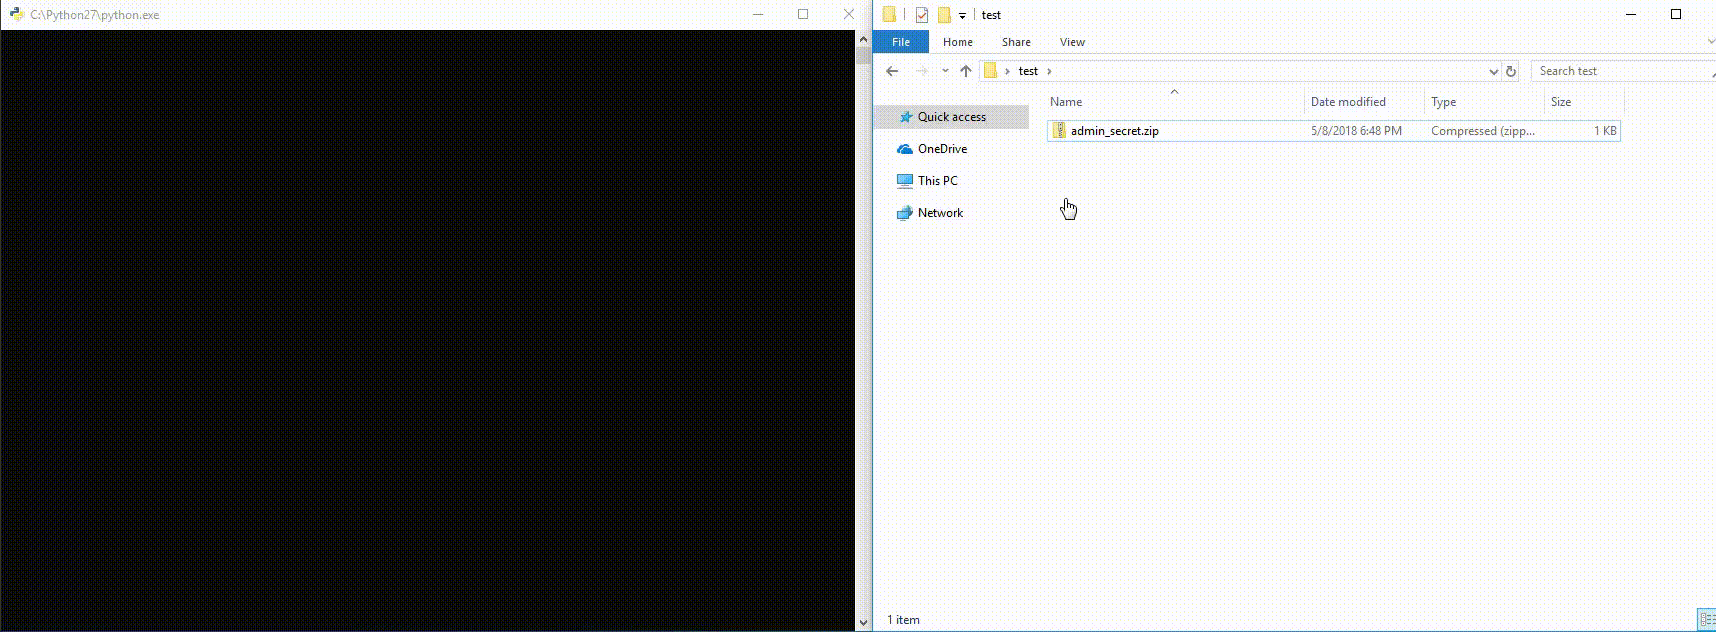 C:\Python27\python.exe
test
File Home Share View
› test ›
Search test
Name Date modified Type Size
Quick access
admin_secret.zip 5/8/2018 6:48 PM Compressed (zipp... 1 KB
OneDrive
This PC
Network
1 item